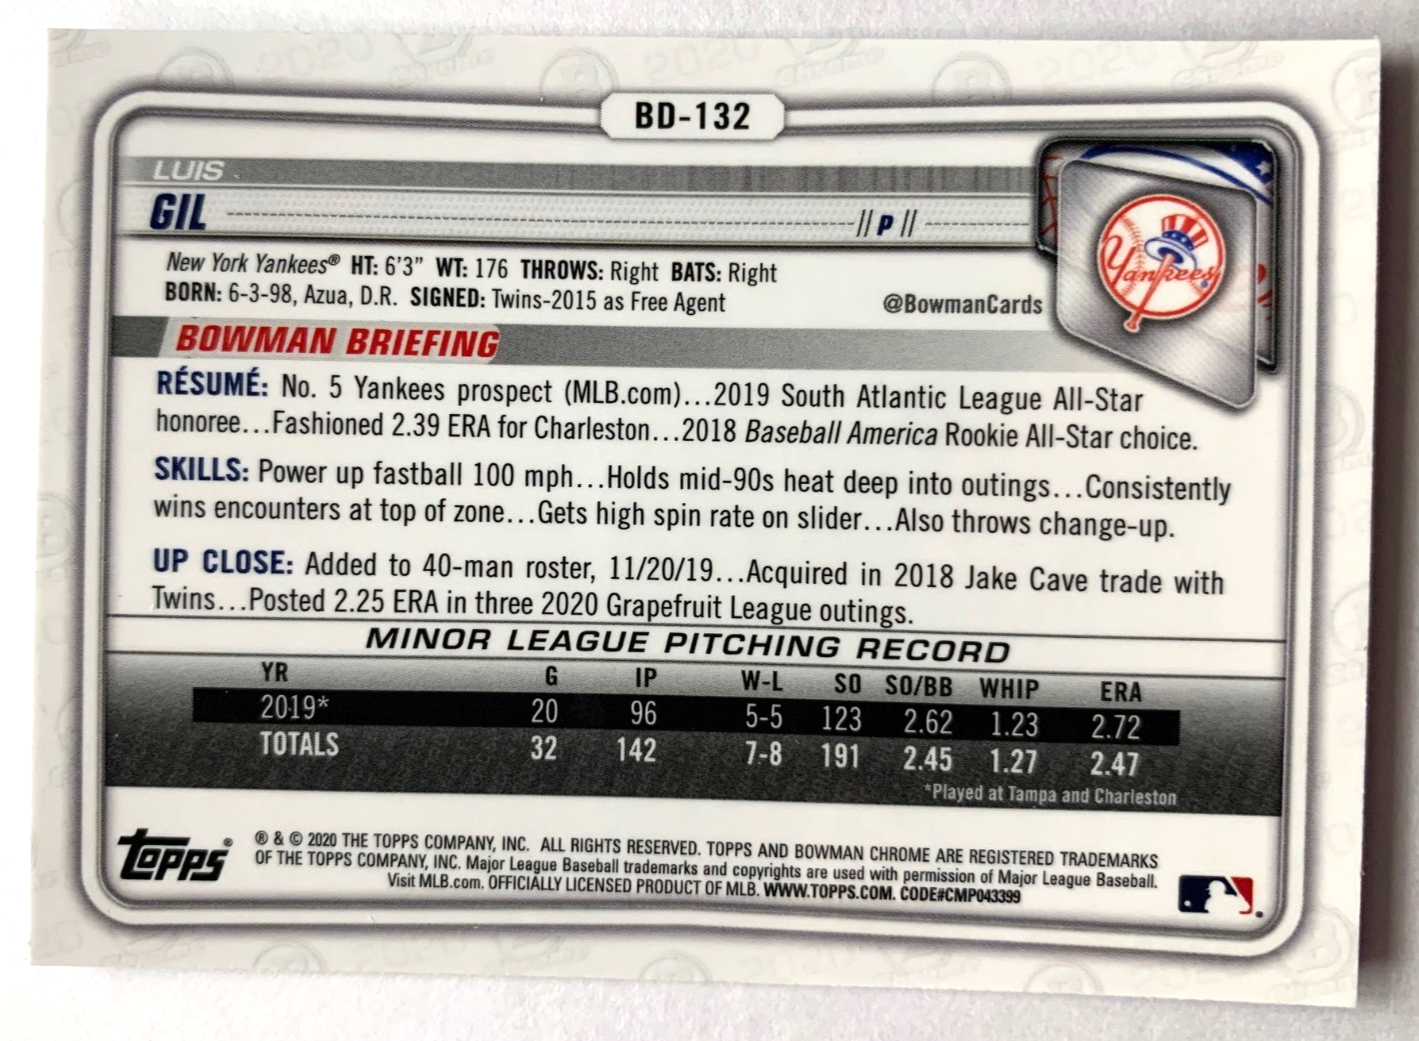 BD-132
LUIS
GIL // P //
New York Yankees® HT: 6'3" WT: 176 THROWS: Right BATS: Right
BORN: 6-3-98, Azua, D.R. SIGNED: Twins-2015 as Free Agent @BowmanCards
Yankees
BOWMAN BRIEFING
RÉSUMÉ: No. 5 Yankees prospect (MLB.com)...2019 South Atlantic League All-Star
honoree...Fashioned 2.39 ERA for Charleston...2018 Baseball America Rookie All-Star choice.
SKILLS: Power up fastball 100 mph...Holds mid-90s heat deep into outings...Consistently
wins encounters at top of zone...Gets high spin rate on slider...Also throws change-up.
UP CLOSE: Added to 40-man roster, 11/20/19...Acquired in 2018 Jake Cave trade with
Twins...Posted 2.25 ERA in three 2020 Grapefruit League outings.
MINOR LEAGUE PITCHING RECORD
YR G IP W-L SO SO/BB WHIP ERA
2019* 20 96 5-5 123 2.62 1.23 2.72
TOTALS 32 142 7-8 191 2.45 1.27 2.47
*Played at Tampa and Charleston
topps®
® & © 2020 THE TOPPS COMPANY, INC. ALL RIGHTS RESERVED. TOPPS AND BOWMAN CHROME ARE REGISTERED TRADEMARKS
OF THE TOPPS COMPANY, INC. Major League Baseball trademarks and copyrights are used with permission of Major League Baseball.
Visit MLB.com. OFFICIALLY LICENSED PRODUCT OF MLB. WWW.TOPPS.COM. CODE#CMP043399